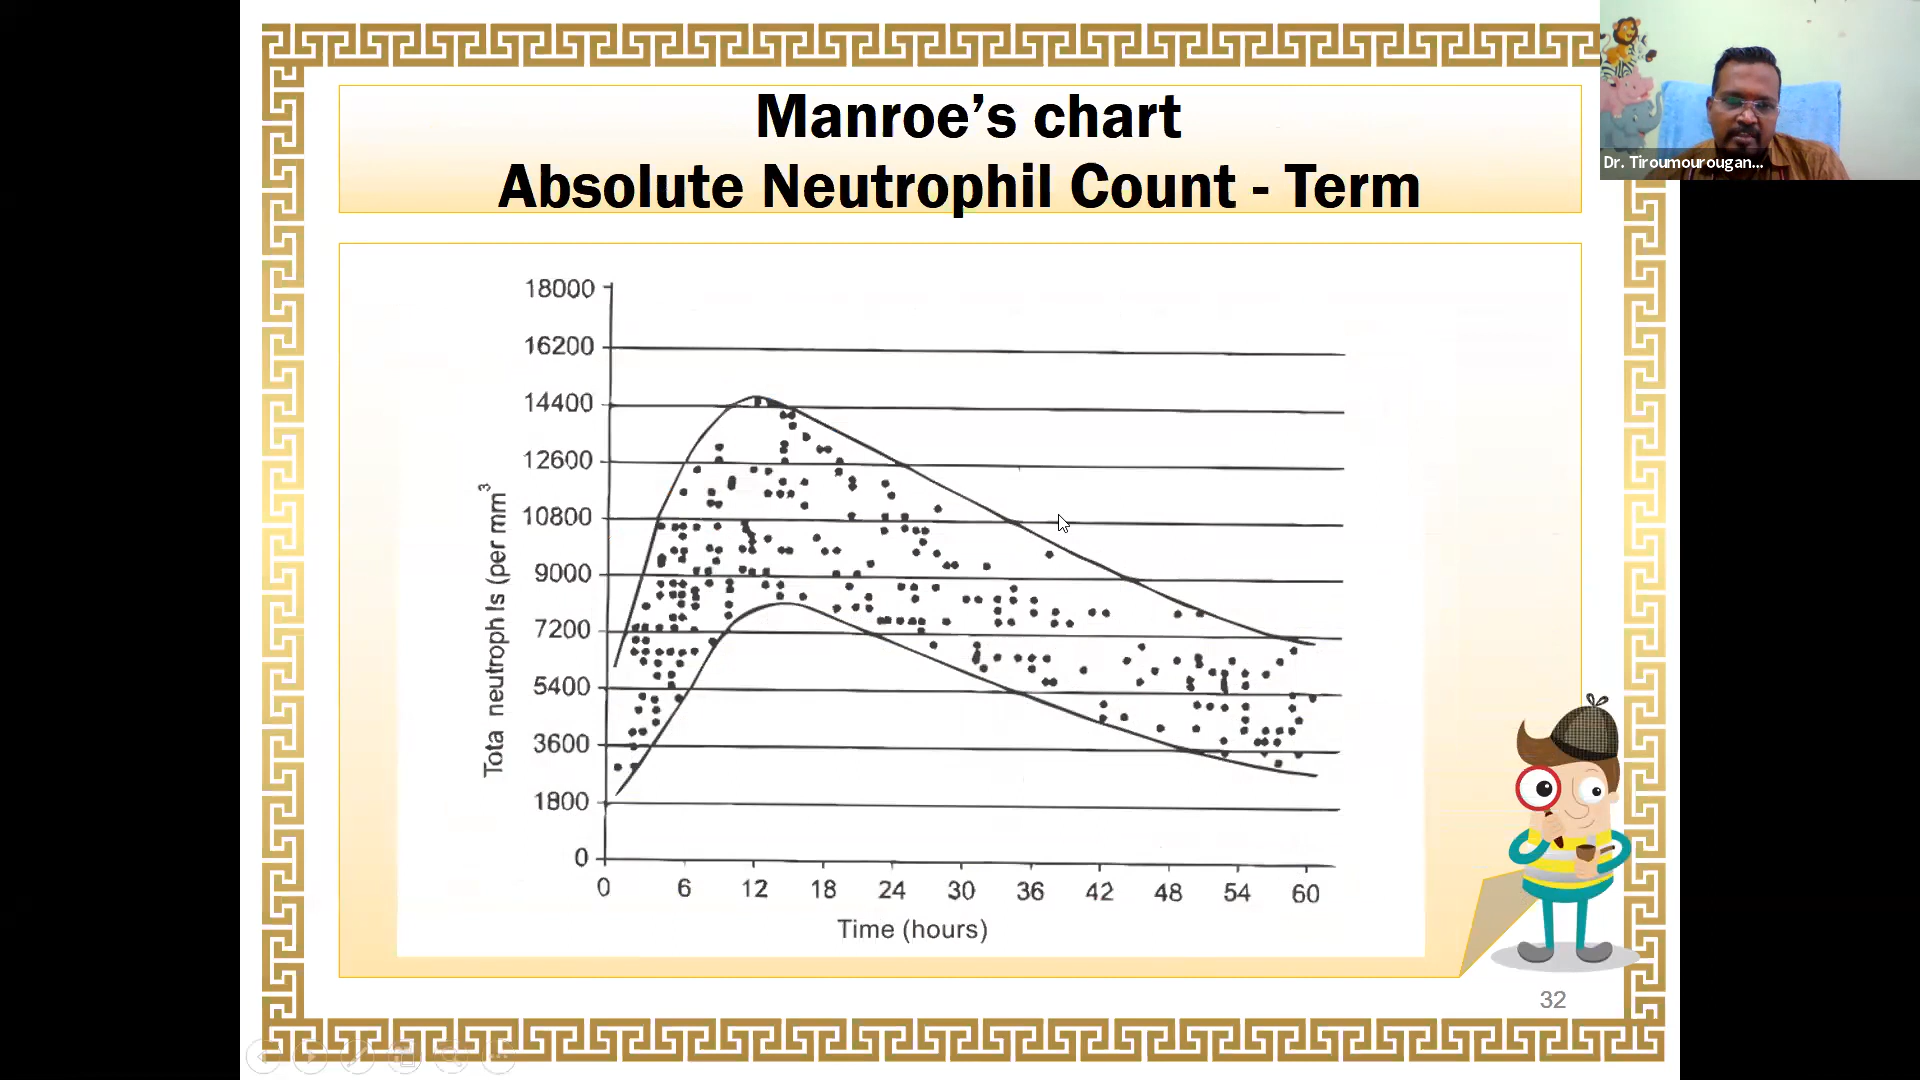 Manroe’s chart
Absolute Neutrophil Count - Term
Dr. Tiroumourougan...
18000
16200
14400
12600
10800
9000
7200
5400
3600
1800
0
Tota neutroph ls (per mm³
0 6 12 18 24 30 36 42 48 54 60
Time (hours)
32